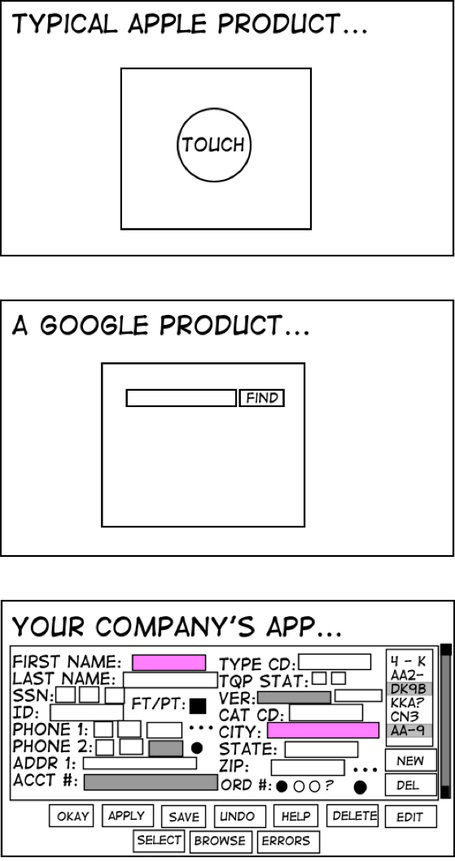 TYPICAL APPLE PRODUCT...
TOUCH
A GOOGLE PRODUCT...
FIND
YOUR COMPANY'S APP...
FIRST NAME:
LAST NAME:
SSN:
FT/PT:
ID:
PHONE 1:
...
PHONE 2:
ADDR 1:
ACCT #:
TYPE CD:
TQP STAT:
VER:
CAT CD:
CITY:
STATE:
ZIP:
...
ORD #: ?
4 - K
AA2-
DK9B
KKA?
CN3
AA-9
NEW
DEL
OKAY APPLY SAVE UNDO HELP DELETE EDIT
SELECT BROWSE ERRORS